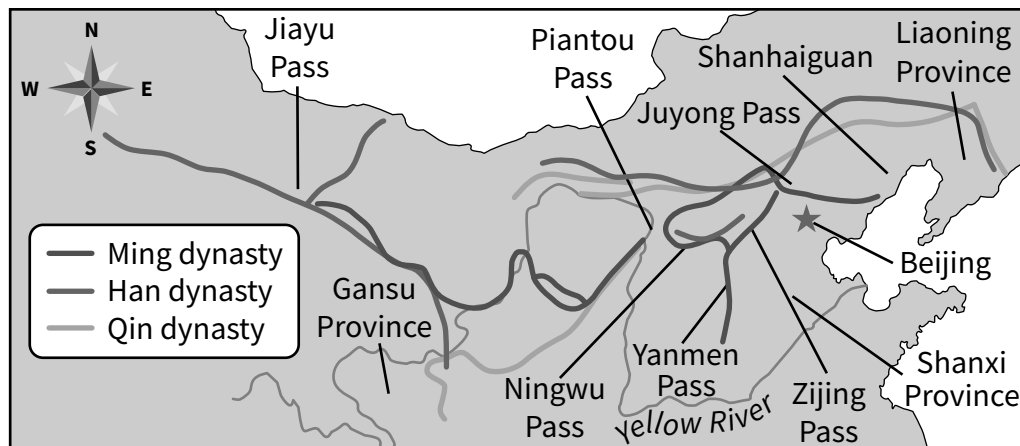 N
W
E
S
Jiayu
Pass
Piantou
Pass
Shanhaiguan
Liaoning
Province
Juyong Pass
Ming dynasty
Han dynasty
Qin dynasty
Gansu
Province
Beijing
Ningwu
Pass
Yanmen
Pass
Yellow River
Zijing
Pass
Shanxi
Province